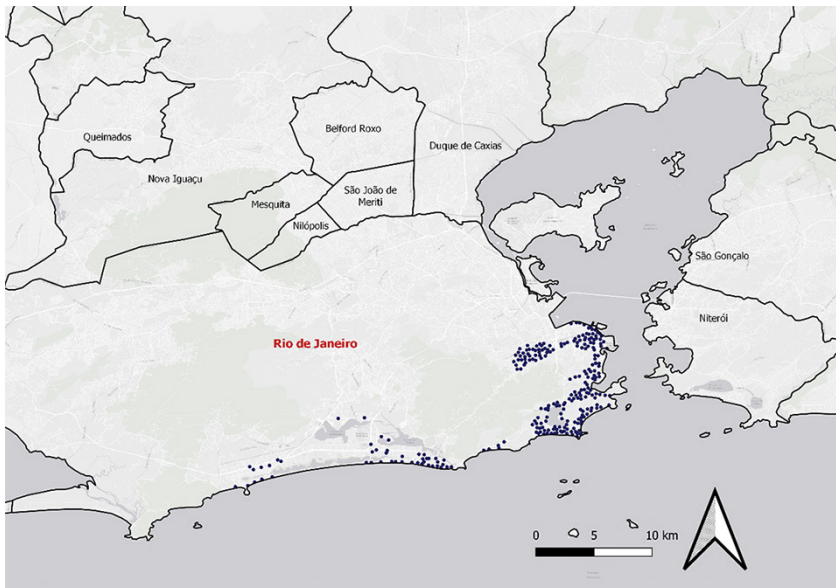 Queimados
Belford Roxo
Duque de Caxias
Nova Iguaçu
São João de
Meriti
Mesquita
Nilópolis
São Gonçalo
Niterói
Rio de Janeiro
0 5 10 km